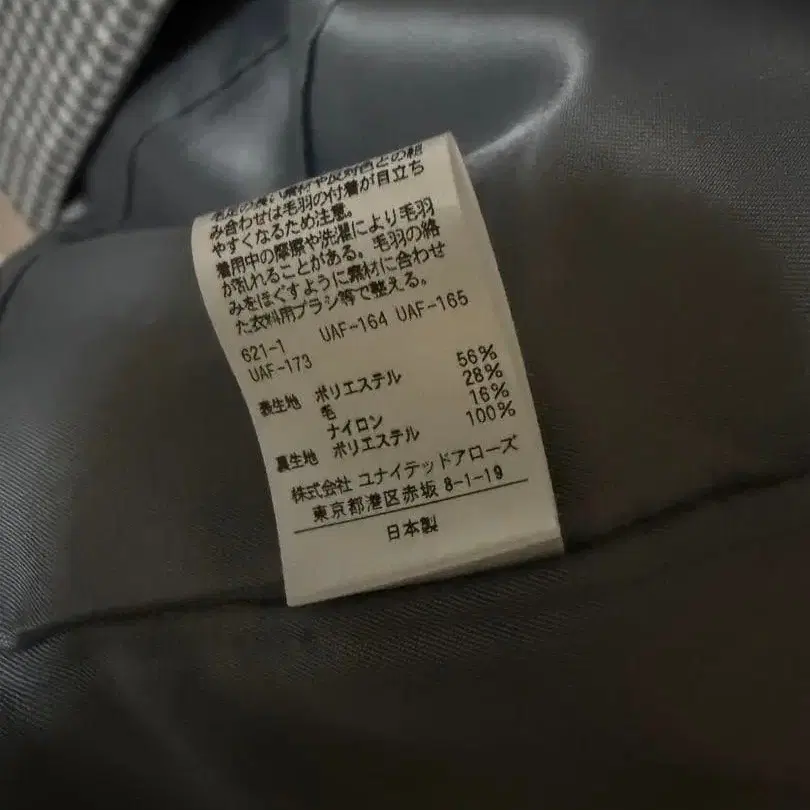 み合わせは毛羽の付着が目立ち
やすくなるため注意。
着用中の摩擦や洗濯により毛羽
が乱れることがある。毛羽の絡
みをほぐすように素材に合わせ
た衣料用ブラシ等で整える。
621-1 UAF-164 UAF-165
UAF-173
表生地 ポリエステル 56%
毛 28%
ナイロン 16%
裏生地 ポリエステル 100%
株式会社 ユナイテッドアローズ
東京都港区赤坂 8-1-19
日本製